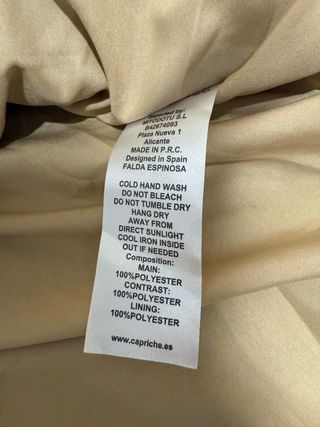 by:
MITODOTU S.L
B42674093
Plaza Nueva 1
Alicante
MADE IN P.R.C.
Designed in Spain
FALDA ESPINOSA
COLD HAND WASH
DO NOT BLEACH
DO NOT TUMBLE DRY
HANG DRY
AWAY FROM
DIRECT SUNLIGHT
COOL IRON INSIDE
OUT IF NEEDED
Composition:
MAIN:
100%POLYESTER
CONTRAST:
100%POLYESTER
LINING:
100%POLYESTER
www.capriche.es